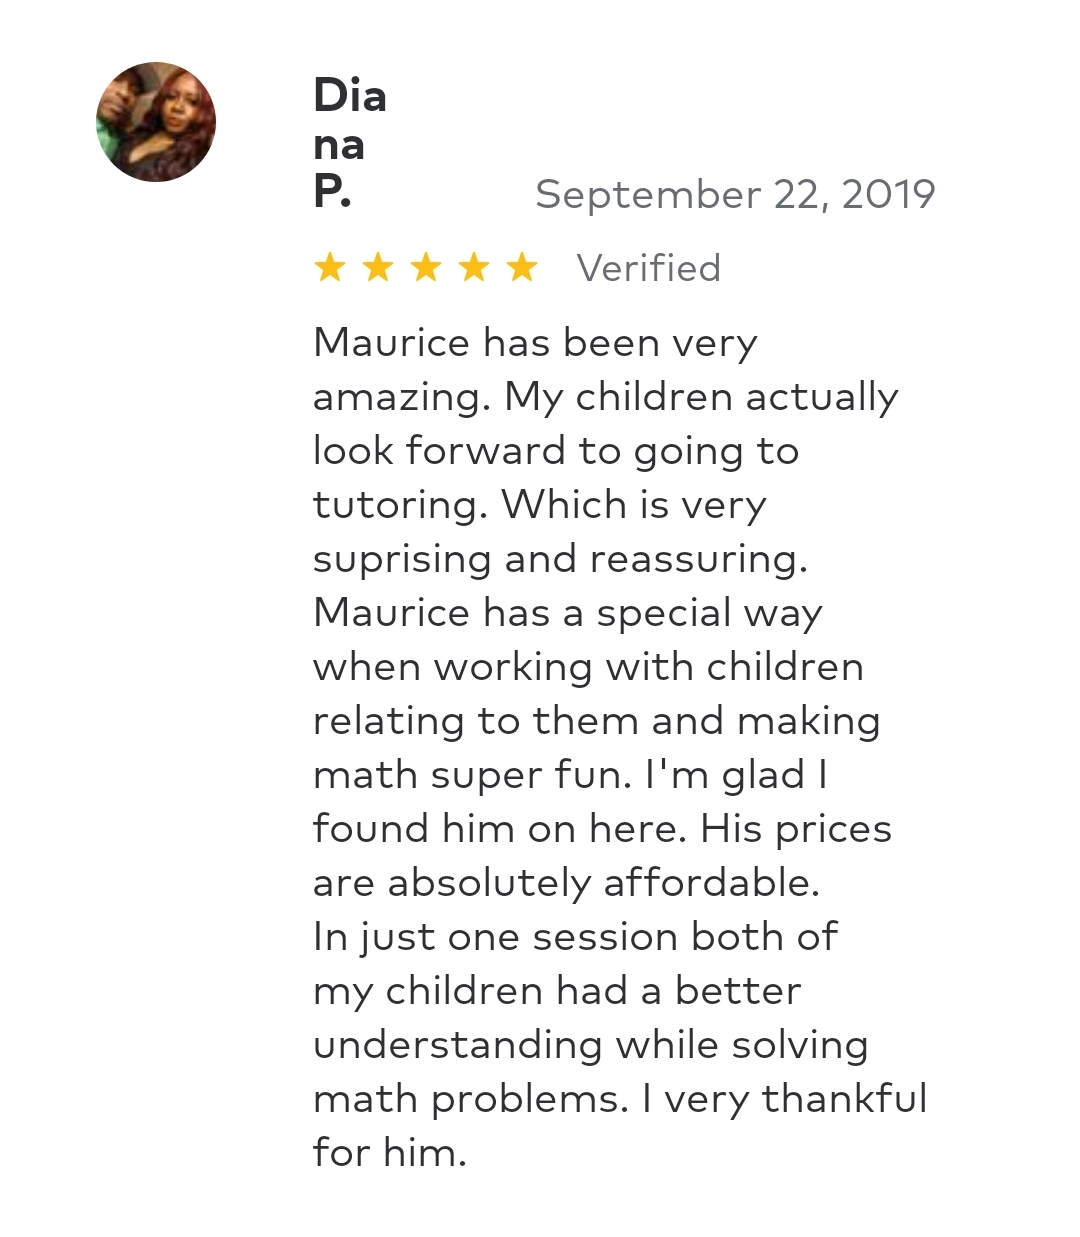 Dia
na
P.
September 22, 2019
Verified
Maurice has been very
amazing. My children actually
look forward to going to
tutoring. Which is very
suprising and reassuring.
Maurice has a special way
when working with children
relating to them and making
math super fun. I'm glad I
found him on here. His prices
are absolutely affordable.
In just one session both of
my children had a better
understanding while solving
math problems. I very thankful
for him.